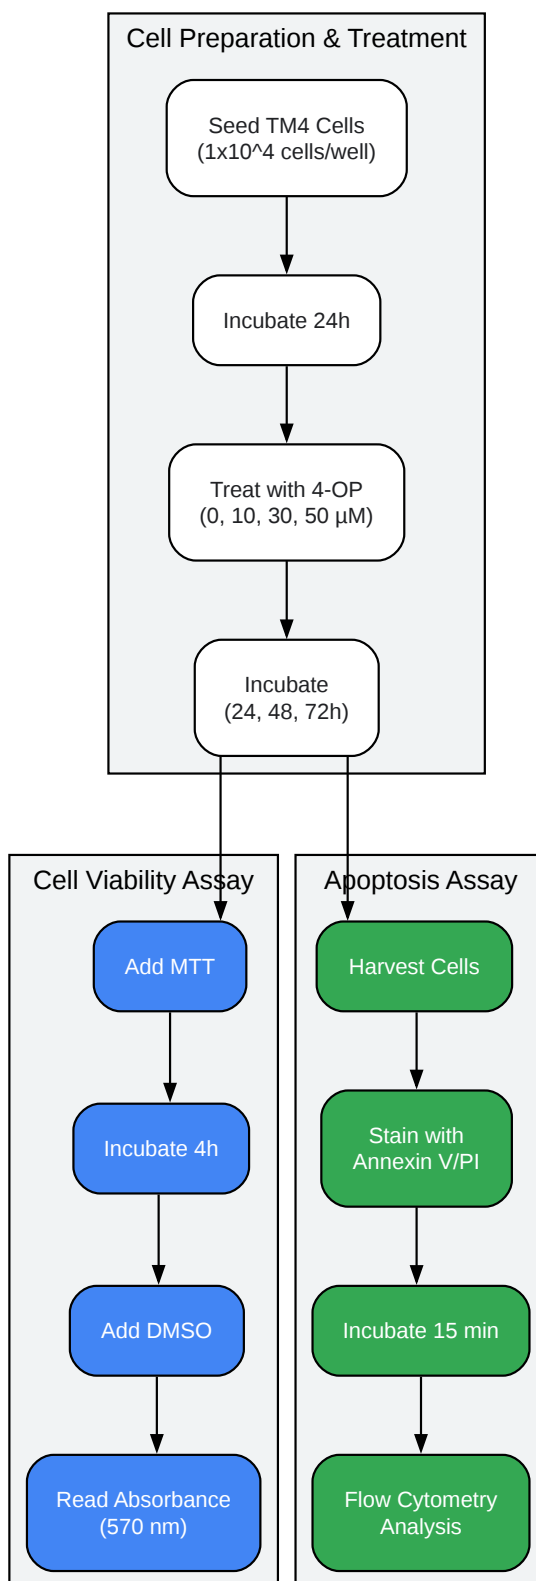 Cell Preparation & Treatment
Seed TM4 Cells
(1x10^4 cells/well)
Incubate 24h
Treat with 4-OP
(0, 10, 30, 50 µM)
Incubate
(24, 48, 72h)
Cell Viability Assay
Add MTT
Incubate 4h
Add DMSO
Read Absorbance
(570 nm)
Apoptosis Assay
Harvest Cells
Stain with
Annexin V/PI
Incubate 15 min
Flow Cytometry
Analysis